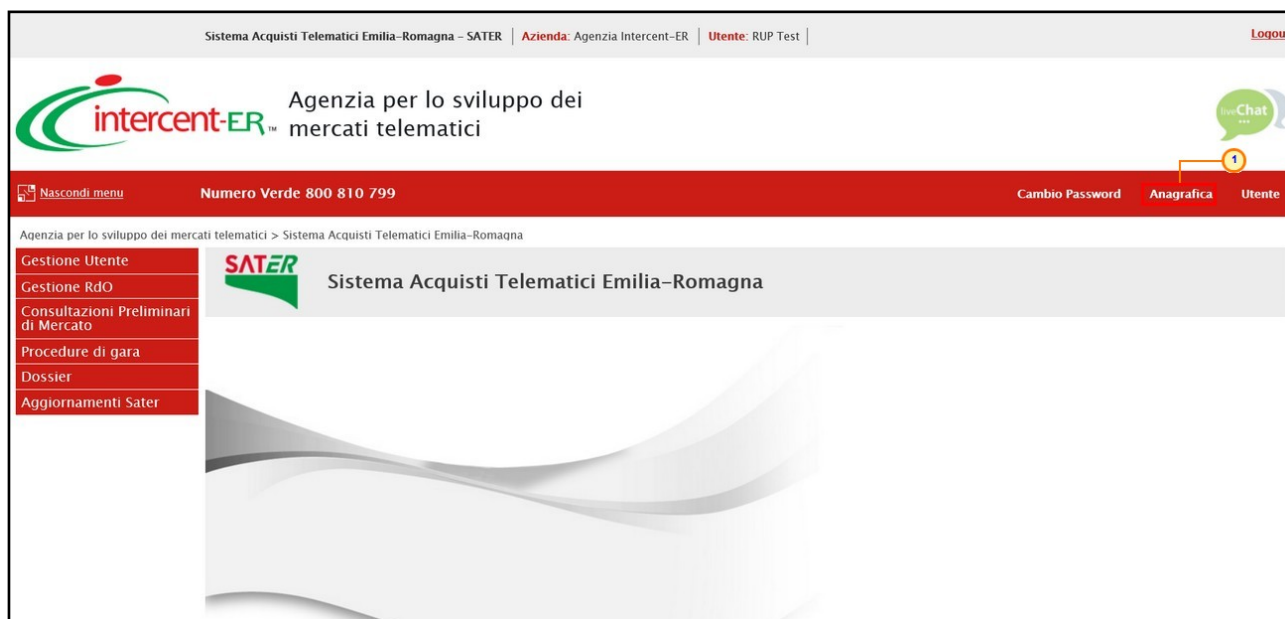 Sistema Acquisti Telematici Emilia-Romagna - SATER | Azienda: Agenzia Intercent-ER | Utente: RUP Test |
Logou
intercent-ER™
Agenzia per lo sviluppo dei
mercati telematici
liveChat
...
1
Nascondi menu
Numero Verde 800 810 799
Cambio Password
Anagrafica
Utente
Agenzia per lo sviluppo dei mercati telematici > Sistema Acquisti Telematici Emilia-Romagna
Gestione Utente
Gestione RdO
Consultazioni Preliminari
di Mercato
Procedure di gara
Dossier
Aggiornamenti Sater
SATER
Sistema Acquisti Telematici Emilia-Romagna